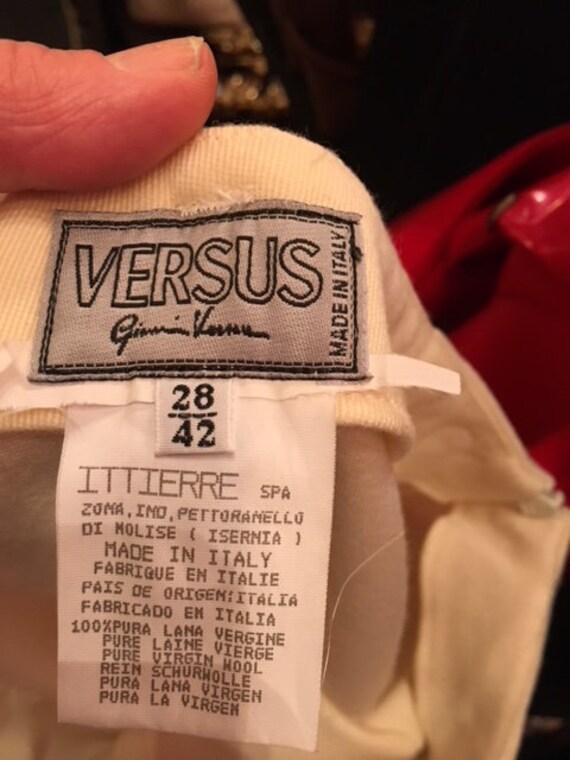 VERSUS
Gianni Versace
MADE IN ITALY
28
42
ITTIERRE SPA
ZONA,IND,PETTORANELLO
DI MOLISE ( ISERNIA )
MADE IN ITALY
FABRIQUE EN ITALIE
PAIS DE ORIGEN:ITALIA
FABRICADO EN ITALIA
100%PURA LANA VERGINE
PURE LAINE VIERGE
PURE VIRGIN WOOL
REIN SCHURWOLLE
PURA LANA VIRGEN
PURA LA VIRGEM